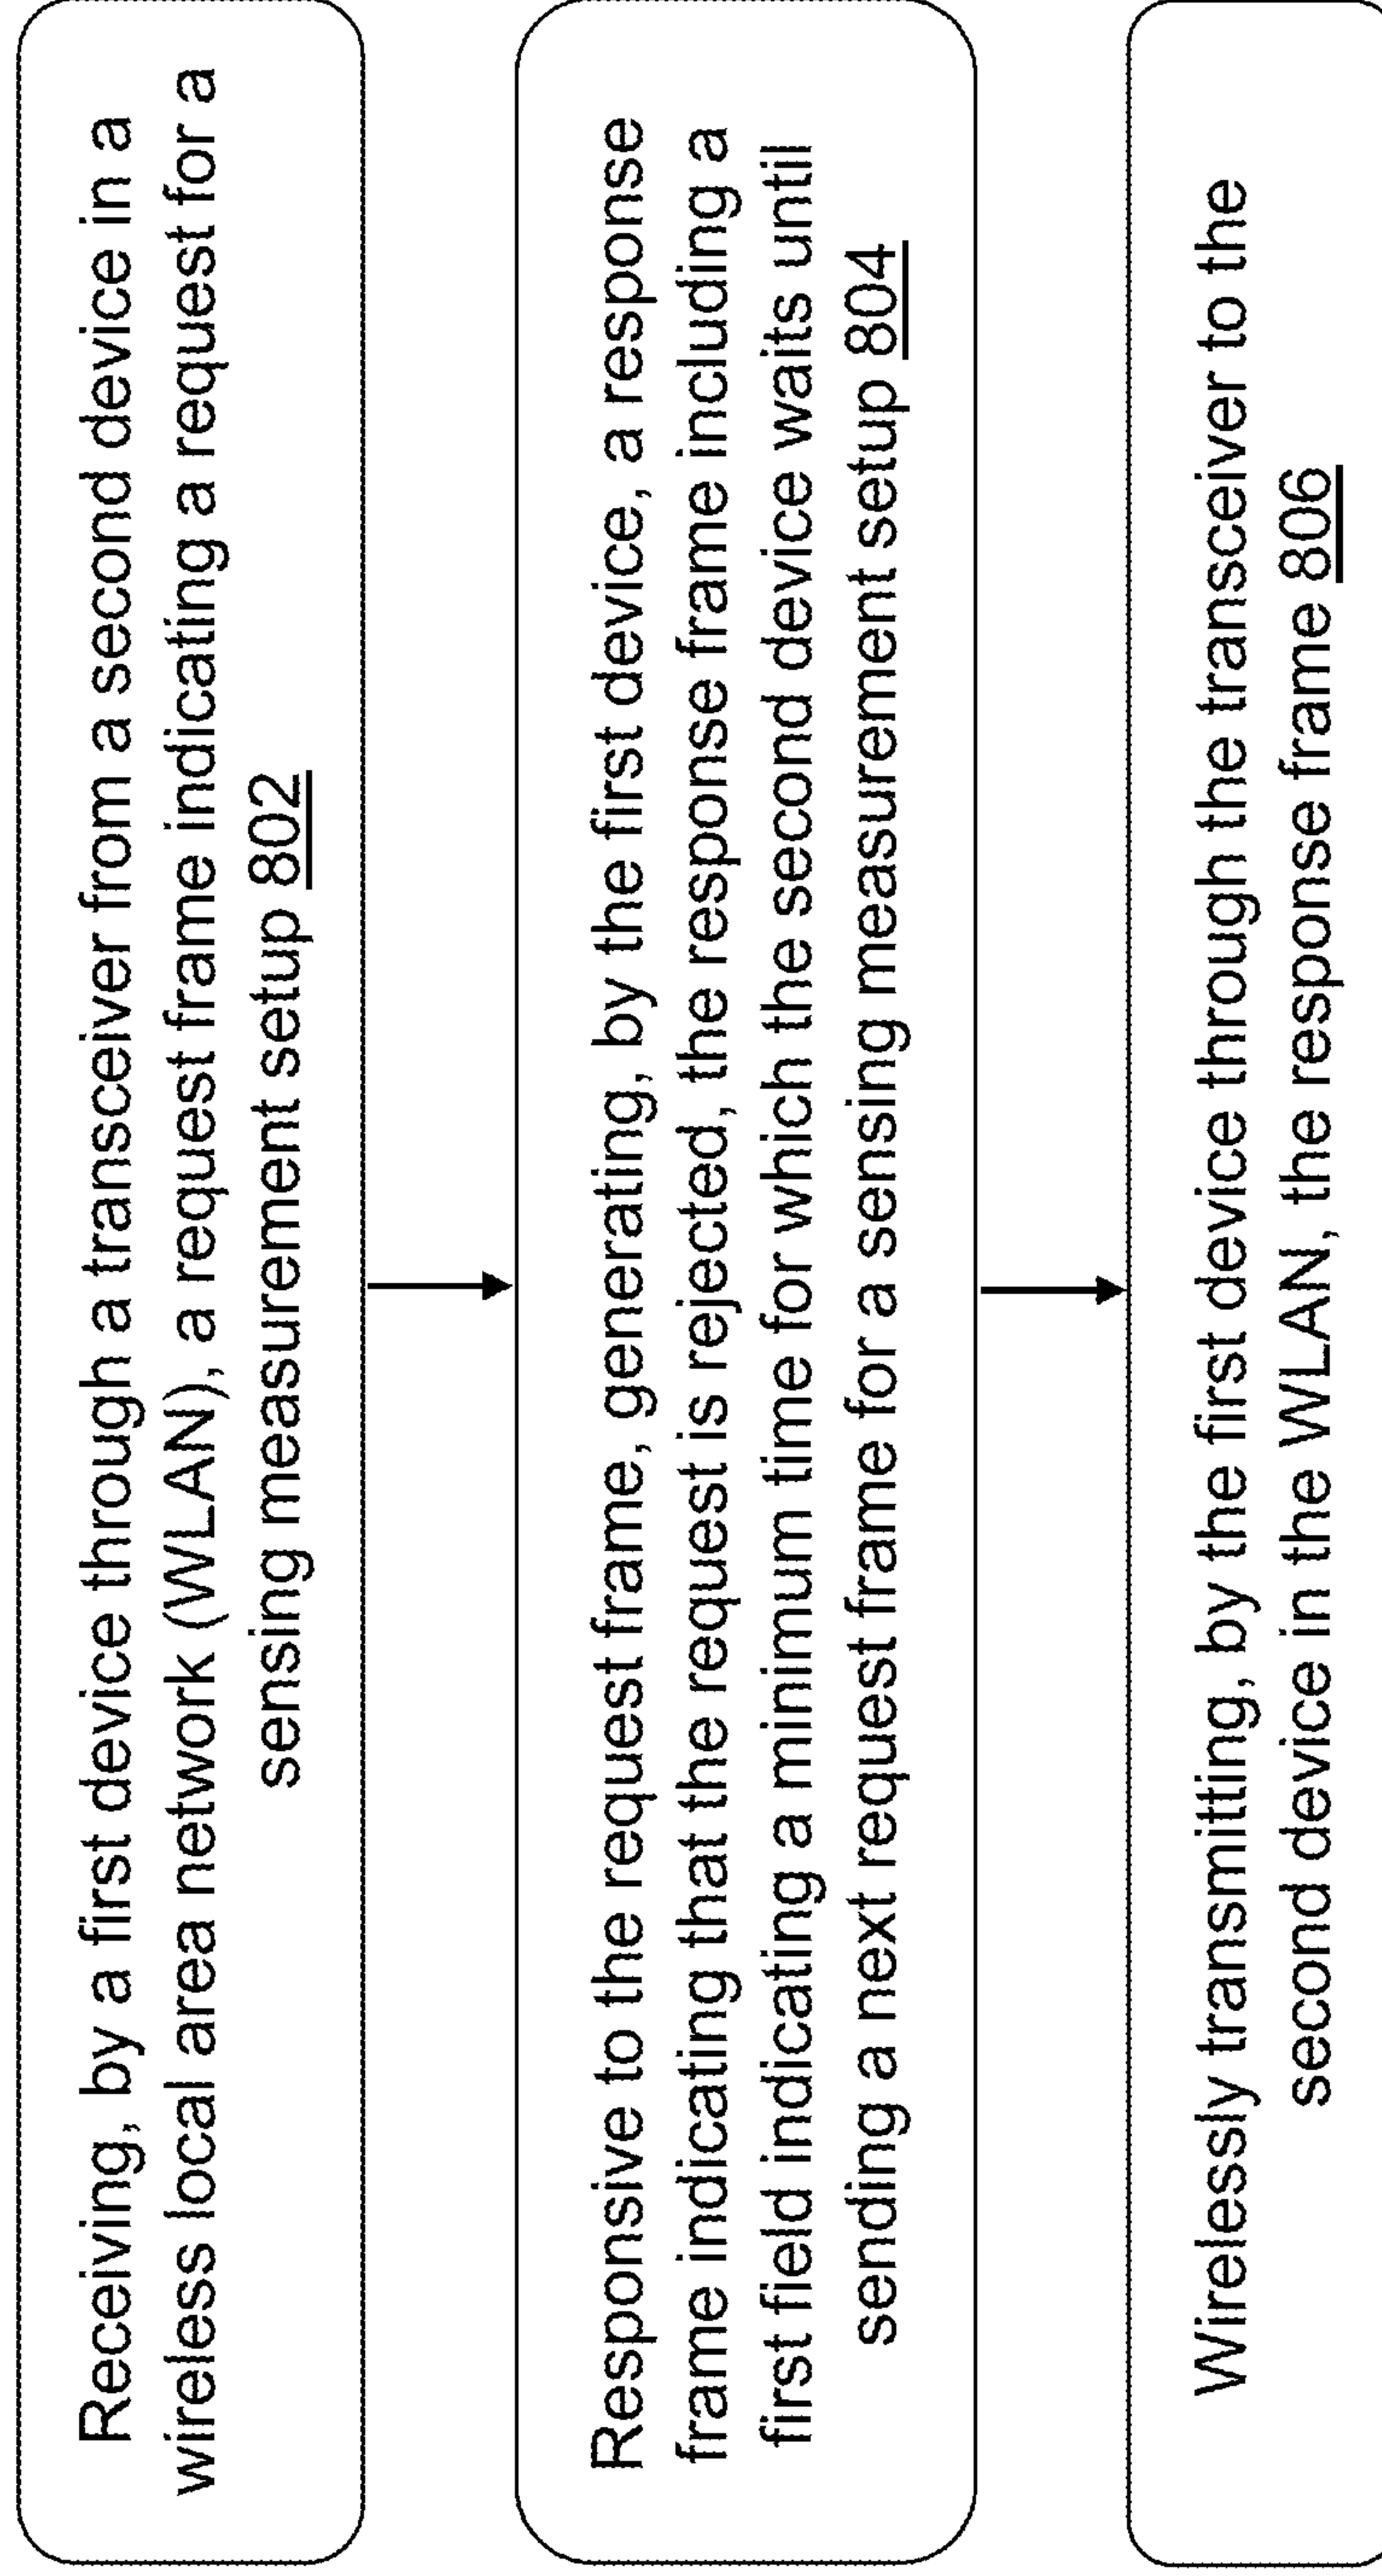 Receiving, by a first device through a transceiver from a second device in a
wireless local area network (WLAN), a request frame indicating a request for a
sensing measurement setup 802
Responsive to the request frame, generating, by the first device, a response
frame indicating that the request is rejected, the response frame including a
first field indicating a minimum time for which the second device waits until
sending a next request frame for a sensing measurement setup 804
Wirelessly transmitting, by the first device through the transceiver to the
second device in the WLAN, the response frame 806